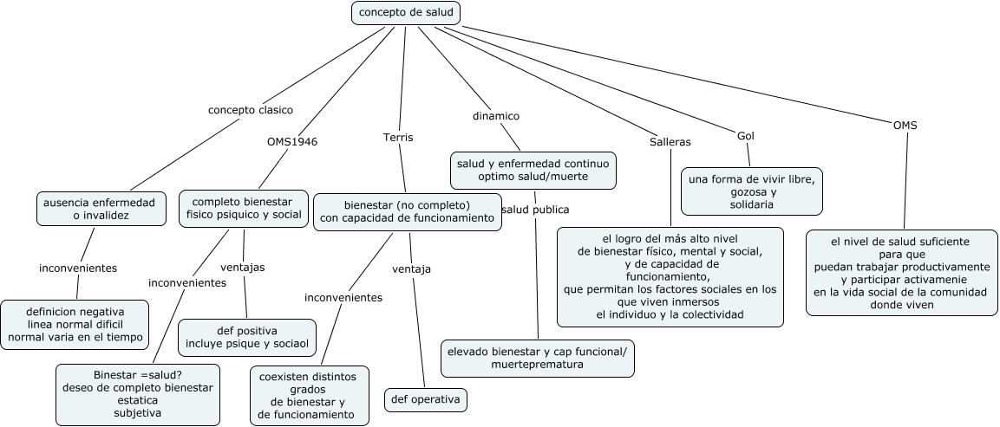 concepto de salud
concepto clasico
OMS1946
Terris
dinamico
Salleras
Gol
OMS
ausencia enfermedad
o invalidez
completo bienestar
fisico psiquico y social
bienestar (no completo)
con capacidad de funcionamiento
salud y enfermedad continuo
optimo salud/muerte
una forma de vivir libre,
gozosa y
solidaria
salud publica
el logro del más alto nivel
de bienestar físico, mental y social,
y de capacidad de
funcionamiento,
que permitan los factores sociales en los
que viven inmersos
el individuo y la colectividad
el nivel de salud suficiente
para que
puedan trabajar productivamente
y participar activamenie
en la vida social de la comunidad
donde viven
inconvenientes
inconvenientes
ventajas
inconvenientes
ventaja
definicion negativa
linea normal dificil
normal varia en el tiempo
def positiva
incluye psique y sociaol
Binestar =salud?
deseo de completo bienestar
estatica
subjetiva
coexisten distintos
grados
de bienestar y
de funcionamiento
def operativa
elevado bienestar y cap funcional/
muerteprematura